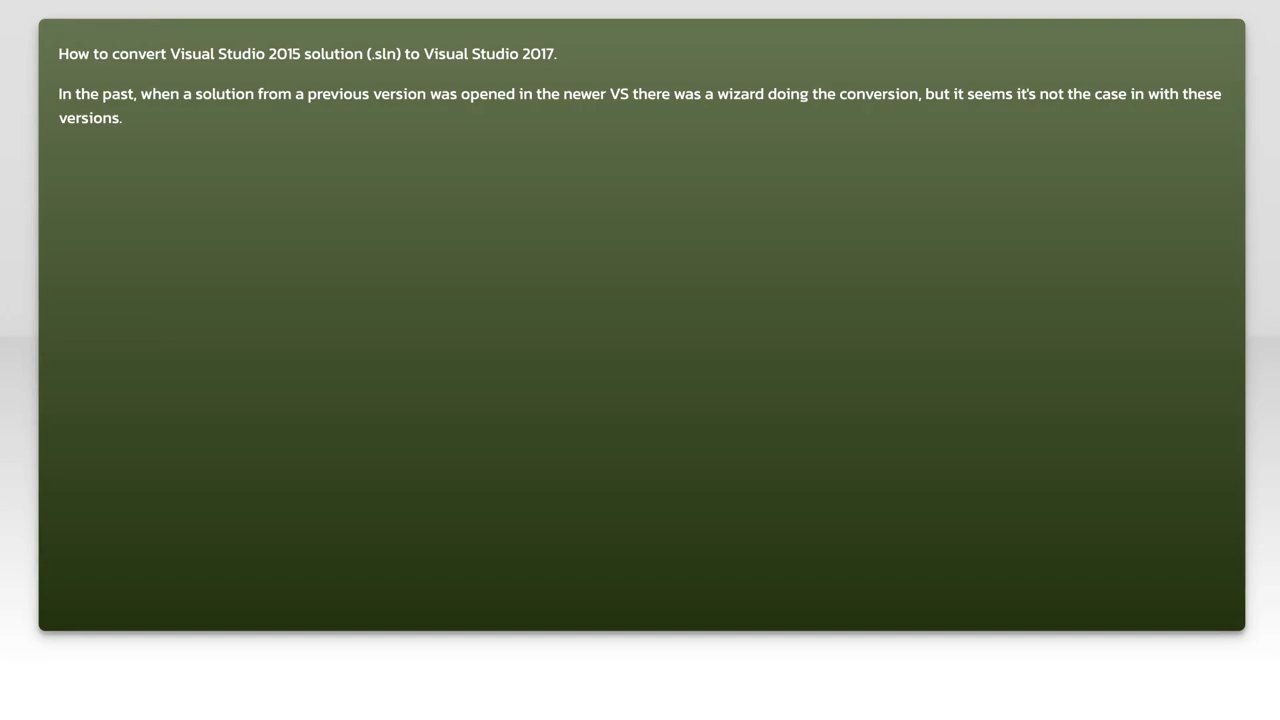 How to convert Visual Studio 2015 solution (.sln) to Visual Studio 2017.
In the past, when a solution from a previous version was opened in the newer VS there was a wizard doing the conversion, but it seems it's not the case in with these
versions.